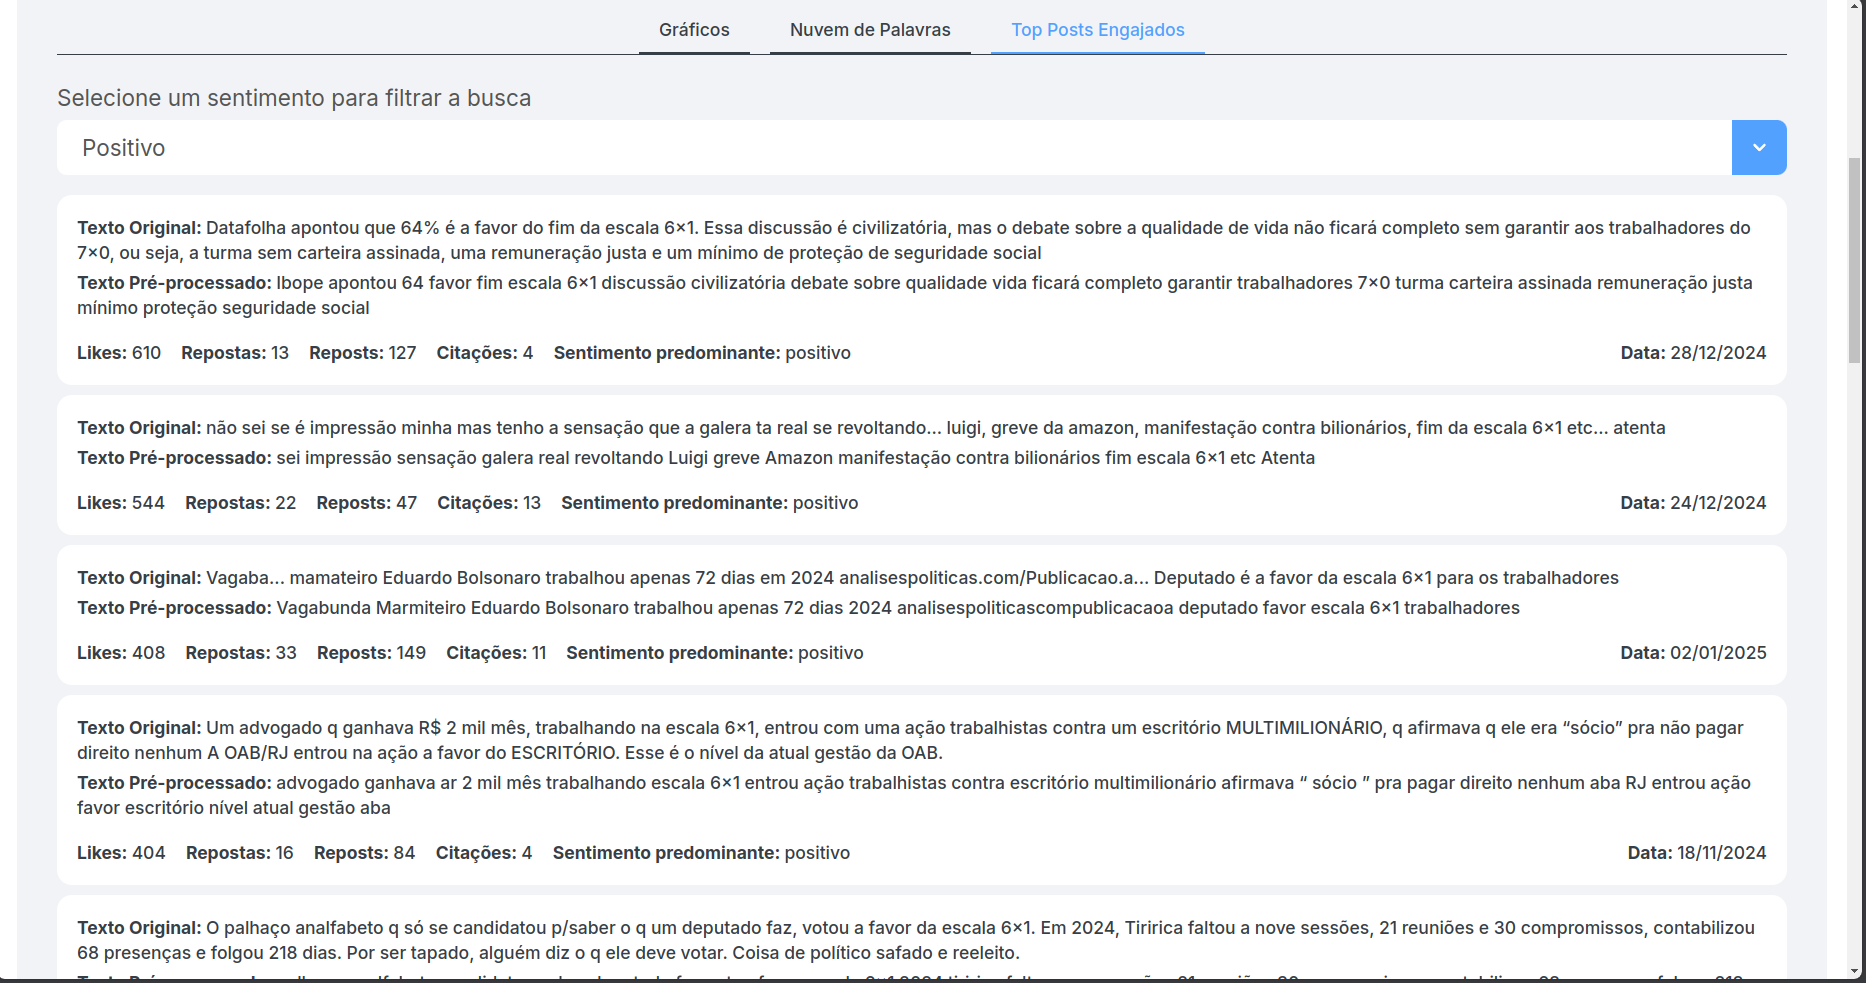 Gráficos
Nuvem de Palavras
Top Posts Engajados
Selecione um sentimento para filtrar a busca
Positivo
Texto Original: Datafolha apontou que 64% é a favor do fim da escala 6×1. Essa discussão é civilizatória, mas o debate sobre a qualidade de vida não ficará completo sem garantir aos trabalhadores do
7×0, ou seja, a turma sem carteira assinada, uma remuneração justa e um mínimo de proteção de seguridade social
Texto Pré-processado: Ibope apontou 64 favor fim escala 6×1 discussão civilizatória debate sobre qualidade vida ficará completo garantir trabalhadores 7×0 turma carteira assinada remuneração justa
mínimo proteção seguridade social
Likes: 610 Repostas: 13 Reposts: 127 Citações: 4 Sentimento predominante: positivo Data: 28/12/2024
Texto Original: não sei se é impressão minha mas tenho a sensação que a galera ta real se revoltando... luigi, greve da amazon, manifestação contra bilionários, fim da escala 6×1 etc... atenta
Texto Pré-processado: sei impressão sensação galera real revoltando Luigi greve Amazon manifestação contra bilionários fim escala 6×1 etc Atenta
Likes: 544 Repostas: 22 Reposts: 47 Citações: 13 Sentimento predominante: positivo Data: 24/12/2024
Texto Original: Vagaba... mamateiro Eduardo Bolsonaro trabalhou apenas 72 dias em 2024 analisespoliticas.com/Publicacao.a... Deputado é a favor da escala 6×1 para os trabalhadores
Texto Pré-processado: Vagabunda Marmiteiro Eduardo Bolsonaro trabalhou apenas 72 dias 2024 analisespoliticascompublicacaoa deputado favor escala 6×1 trabalhadores
Likes: 408 Repostas: 33 Reposts: 149 Citações: 11 Sentimento predominante: positivo Data: 02/01/2025
Texto Original: Um advogado q ganhava R$ 2 mil mês, trabalhando na escala 6×1, entrou com uma ação trabalhistas contra um escritório MULTIMILIONÁRIO, q afirmava q ele era “sócio” pra não pagar
direito nenhum A OAB/RJ entrou na ação a favor do ESCRITÓRIO. Esse é o nível da atual gestão da OAB.
Texto Pré-processado: advogado ganhava ar 2 mil mês trabalhando escala 6×1 entrou ação trabalhistas contra escritório multimilionário afirmava “ sócio ” pra pagar direito nenhum aba RJ entrou ação
favor escritório nível atual gestão aba
Likes: 404 Repostas: 16 Reposts: 84 Citações: 4 Sentimento predominante: positivo Data: 18/11/2024
Texto Original: O palhaço analfabeto q só se candidatou p/saber o q um deputado faz, votou a favor da escala 6×1. Em 2024, Tiririca faltou a nove sessões, 21 reuniões e 30 compromissos, contabilizou
68 presenças e folgou 218 dias. Por ser tapado, alguém diz o q ele deve votar. Coisa de político safado e reeleito.